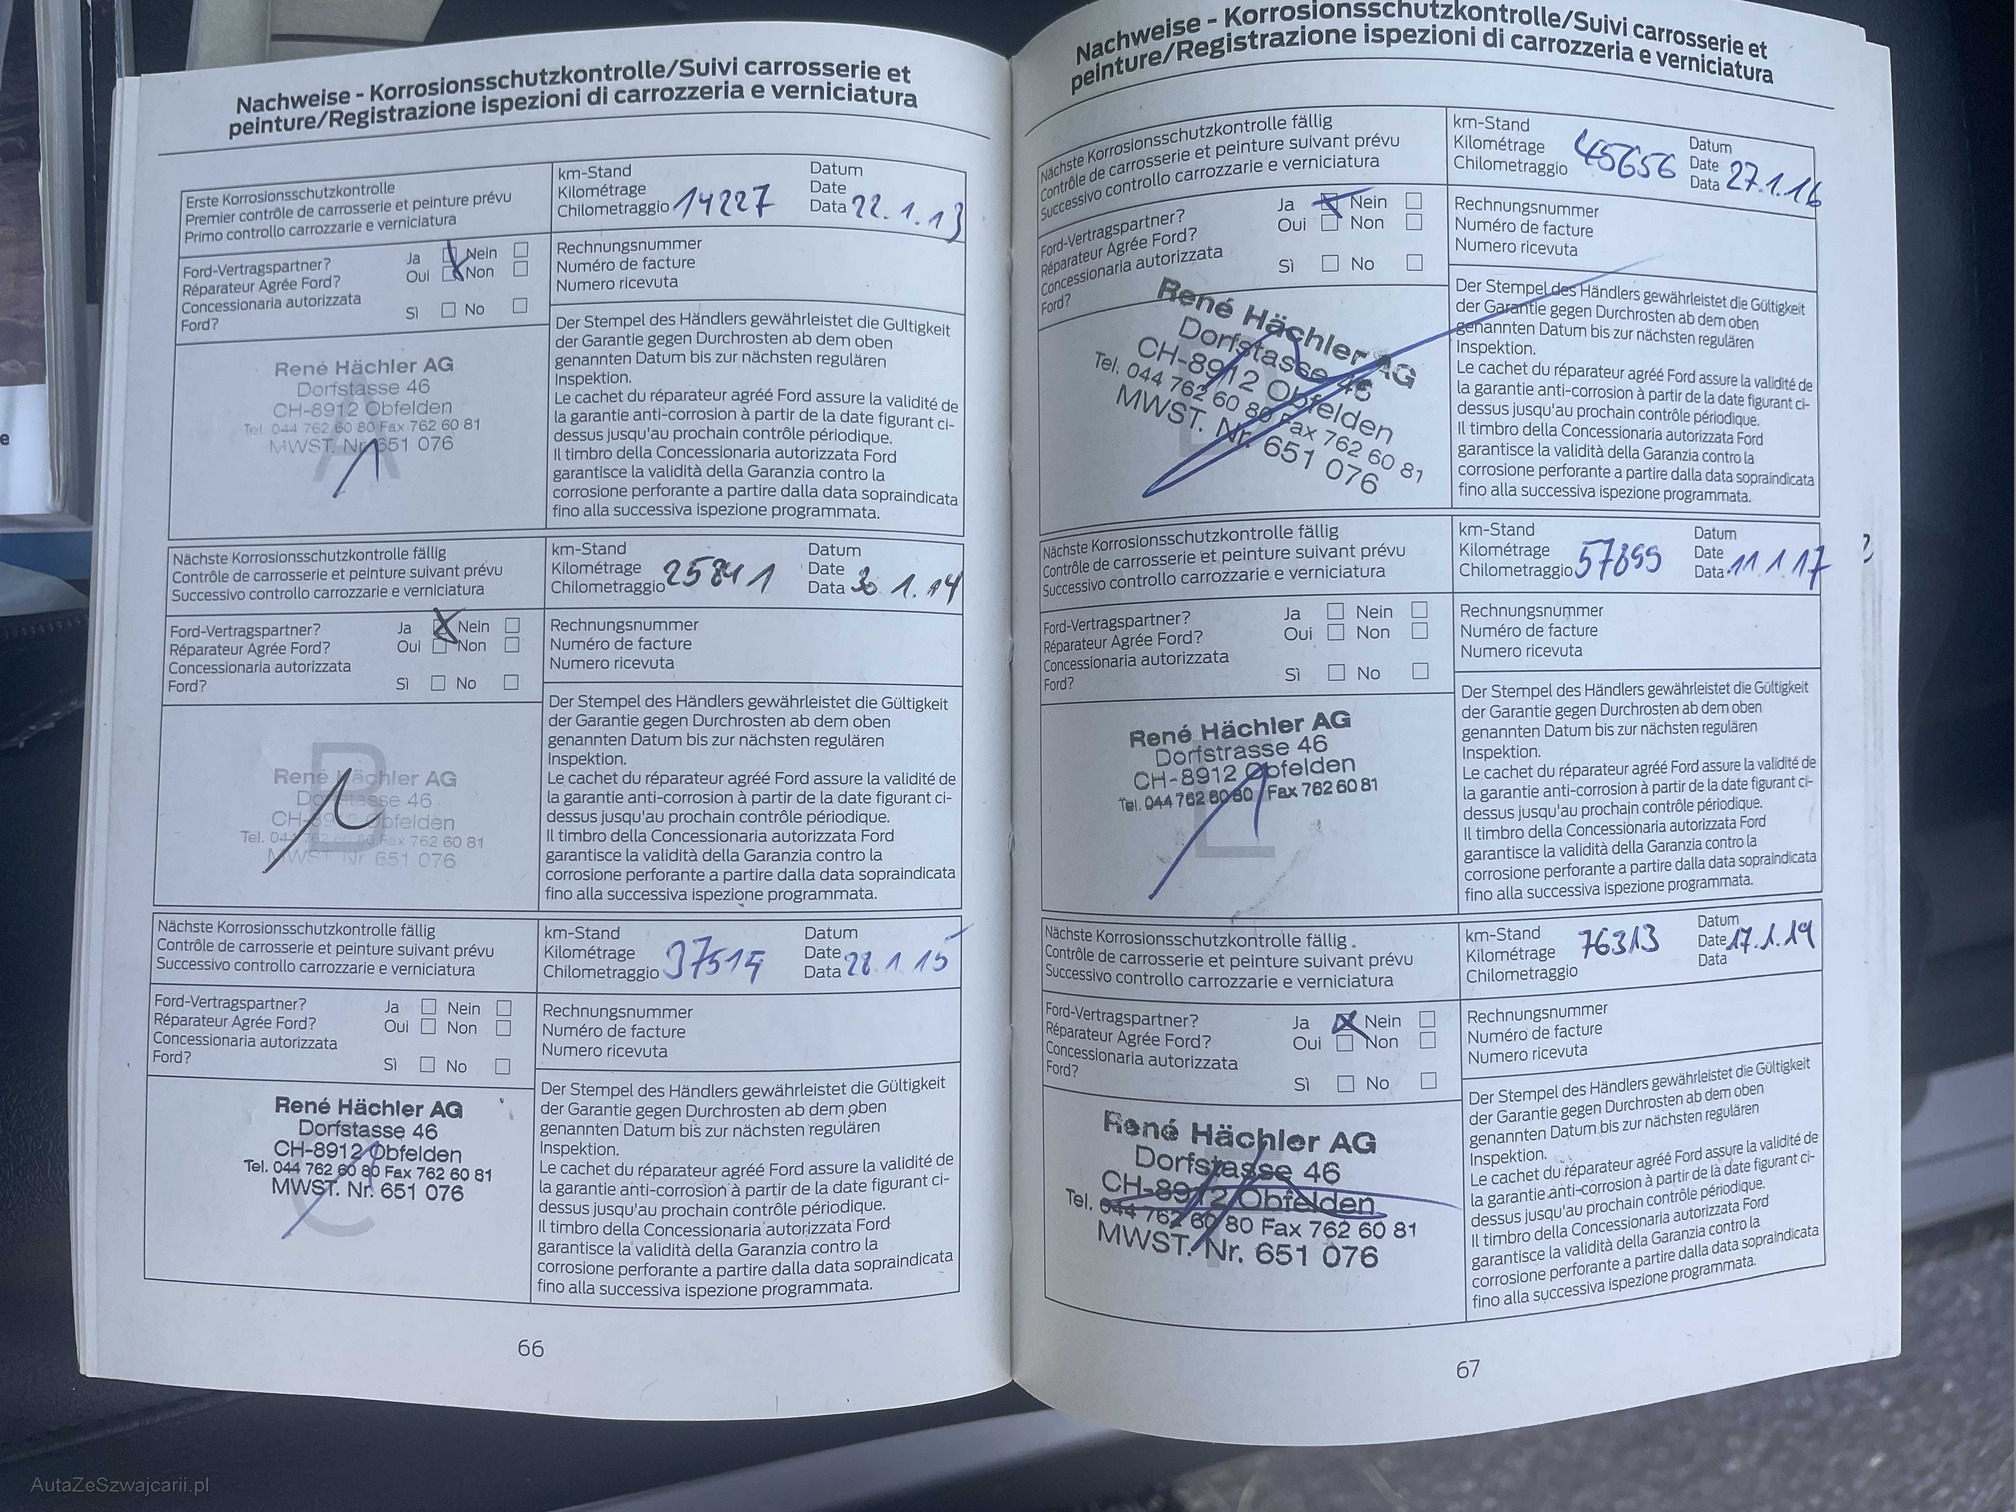 Nachweise - Korrosionsschutzkontrolle/Suivi carrosserie et
peinture/Registrazione ispezioni di carrozzeria e verniciatura
Erste Korrosionsschutzkontrolle
Premier contrôle de carrosserie et peinture prévu
Primo controllo carrozzarie e verniciatura
km-Stand
Kilométrage
Chilometraggio 14227
Datum
Date
Data 22.1.13
Ford-Vertragspartner?
Réparateur Agrée Ford?
Concessionaria autorizzata
Ford?
Ja Nein
Oui Non
Sì No
Rechnungsnummer
Numéro de facture
Numero ricevuta
René Hächler AG
Dorfstasse 46
CH-8912 Obfelden
Tel. 044 762 60 80 Fax 762 60 81
MWST. Nr. 651 076
Der Stempel des Händlers gewährleistet die Gültigkeit
der Garantie gegen Durchrosten ab dem oben
genannten Datum bis zur nächsten regulären
Inspektion.
Le cachet du réparateur agréé Ford assure la validité de
la garantie anti-corrosion à partir de la date figurant ci-
dessus jusqu'au prochain contrôle périodique.
Il timbro della Concessionaria autorizzata Ford
garantisce la validità della Garanzia contro la
corrosione perforante a partire dalla data sopraindicata
fino alla successiva ispezione programmata.
Nächste Korrosionsschutzkontrolle fällig
Contrôle de carrosserie et peinture suivant prévu
Successivo controllo carrozzarie e verniciatura
km-Stand
Kilométrage
Chilometraggio 25841
Datum
Date
Data 30.1.14
Ford-Vertragspartner?
Réparateur Agrée Ford?
Concessionaria autorizzata
Ford?
Ja Nein
Oui Non
Sì No
Rechnungsnummer
Numéro de facture
Numero ricevuta
B
René Hächler AG
Dorfstasse 46
CH-8912 Obfelden
Tel. 044 762 60 80 Fax 762 60 81
MWST. Nr. 651 076
Der Stempel des Händlers gewährleistet die Gültigkeit
der Garantie gegen Durchrosten ab dem oben
genannten Datum bis zur nächsten regulären
Inspektion.
Le cachet du réparateur agréé Ford assure la validité de
la garantie anti-corrosion à partir de la date figurant ci-
dessus jusqu'au prochain contrôle périodique.
Il timbro della Concessionaria autorizzata Ford
garantisce la validità della Garanzia contro la
corrosione perforante a partire dalla data sopraindicata
fino alla successiva ispezione programmata.
Nächste Korrosionsschutzkontrolle fällig
Contrôle de carrosserie et peinture suivant prévu
Successivo controllo carrozzarie e verniciatura
km-Stand
Kilométrage
Chilometraggio
Datum
Date
Data 28.1.15
Ford-Vertragspartner?
Réparateur Agrée Ford?
Concessionaria autorizzata
Ford?
Ja Nein
Oui Non
Sì No
Rechnungsnummer
Numéro de facture
Numero ricevuta
C
René Hächler AG
Dorfstasse 46
CH-8912 Obfelden
Tel. 044 762 60 80 Fax 762 60 81
MWST. Nr. 651 076
Der Stempel des Händlers gewährleistet die Gültigkeit
der Garantie gegen Durchrosten ab dem oben
genannten Datum bis zur nächsten regulären
Inspektion.
Le cachet du réparateur agréé Ford assure la validité de
la garantie anti-corrosion à partir de la date figurant ci-
dessus jusqu'au prochain contrôle périodique.
Il timbro della Concessionaria autorizzata Ford
garantisce la validità della Garanzia contro la
corrosione perforante a partire dalla data sopraindicata
fino alla successiva ispezione programmata.
66
Nachweise - Korrosionsschutzkontrolle/Suivi carrosserie et
peinture/Registrazione ispezioni di carrozzeria e verniciatura
Nächste Korrosionsschutzkontrolle fällig
Contrôle de carrosserie et peinture suivant prévu
Successivo controllo carrozzarie e verniciatura
km-Stand
Kilométrage
Chilometraggio 45656
Datum
Date
Data 27.1.16
Ford-Vertragspartner?
Réparateur Agrée Ford?
Concessionaria autorizzata
Ford?
Ja Nein
Oui Non
Sì No
Rechnungsnummer
Numéro de facture
Numero ricevuta
René Hächler AG
Dorfstasse 46
CH-8912 Obfelden
Tel. 044 762 60 80 Fax 762 60 81
MWST. Nr. 651 076
Der Stempel des Händlers gewährleistet die Gültigkeit
der Garantie gegen Durchrosten ab dem oben
genannten Datum bis zur nächsten regulären
Inspektion.
Le cachet du réparateur agréé Ford assure la validité de
la garantie anti-corrosion à partir de la date figurant ci-
dessus jusqu'au prochain contrôle périodique.
Il timbro della Concessionaria autorizzata Ford
garantisce la validità della Garanzia contro la
corrosione perforante a partire dalla data sopraindicata
fino alla successiva ispezione programmata.
Nächste Korrosionsschutzkontrolle fällig
Contrôle de carrosserie et peinture suivant prévu
Successivo controllo carrozzarie e verniciatura
km-Stand
Kilométrage
Chilometraggio 57899
Datum
Date
Data 11.1.17
Ford-Vertragspartner?
Réparateur Agrée Ford?
Concessionaria autorizzata
Ford?
Ja Nein
Oui Non
Sì No
Rechnungsnummer
Numéro de facture
Numero ricevuta
E
René Hächler AG
Dorfstrasse 46
CH-8912 Obfelden
Tel. 044 762 60 80 Fax 762 60 81
Der Stempel des Händlers gewährleistet die Gültigkeit
der Garantie gegen Durchrosten ab dem oben
genannten Datum bis zur nächsten regulären
Inspektion.
Le cachet du réparateur agréé Ford assure la validité de
la garantie anti-corrosion à partir de la date figurant ci-
dessus jusqu'au prochain contrôle périodique.
Il timbro della Concessionaria autorizzata Ford
garantisce la validità della Garanzia contro la
corrosione perforante a partire dalla data sopraindicata
fino alla successiva ispezione programmata.
Nächste Korrosionsschutzkontrolle fällig
Contrôle de carrosserie et peinture suivant prévu
Successivo controllo carrozzarie e verniciatura
km-Stand
Kilométrage
Chilometraggio
76313
Datum
Date 17.1.19
Data
Ford-Vertragspartner?
Réparateur Agrée Ford?
Concessionaria autorizzata
Ford?
Ja Nein
Oui Non
Sì No
Rechnungsnummer
Numéro de facture
Numero ricevuta
René Hächler AG
Dorfstasse 46
CH-8912 Obfelden
Tel. 044 762 60 80 Fax 762 60 81
MWST. Nr. 651 076
Der Stempel des Händlers gewährleistet die Gültigkeit
der Garantie gegen Durchrosten ab dem oben
genannten Datum bis zur nächsten regulären
Inspektion.
Le cachet du réparateur agréé Ford assure la validité de
la garantie anti-corrosion à partir de la date figurant ci-
dessus jusqu'au prochain contrôle périodique.
Il timbro della Concessionaria autorizzata Ford
garantisce la validità della Garanzia contro la
corrosione perforante a partire dalla data sopraindicata
fino alla successiva ispezione programmata.
67
AutaZeSzwajcarii.pl